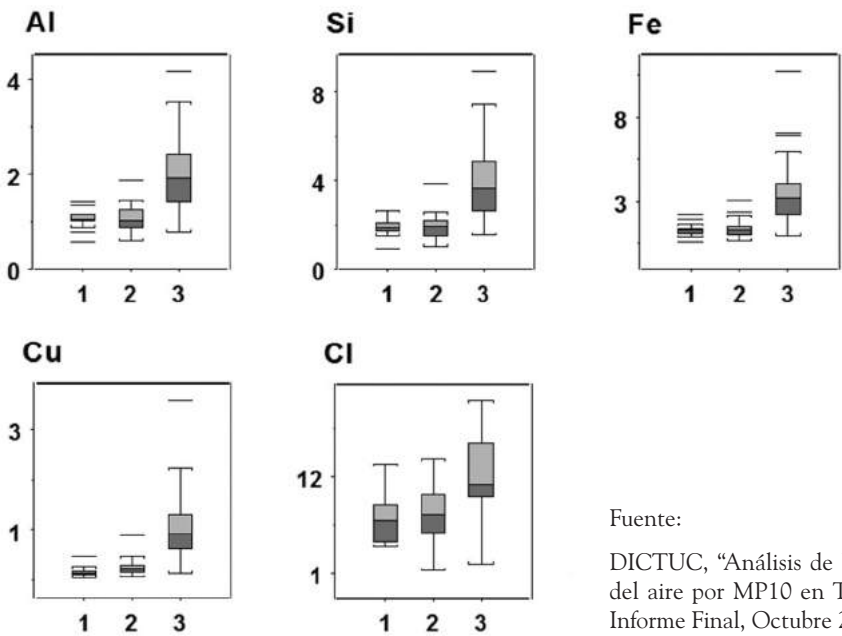 Al
Si
Fe
4
2
0
1 2 3
8
4
0
1 2 3
8
3
1 2 3
Cu
Cl
3
1
1 2 3
12
1
1 2 3
Fuente:
DICTUC, “Análisis de
del aire por MP10 en
Informe Final, Octubre